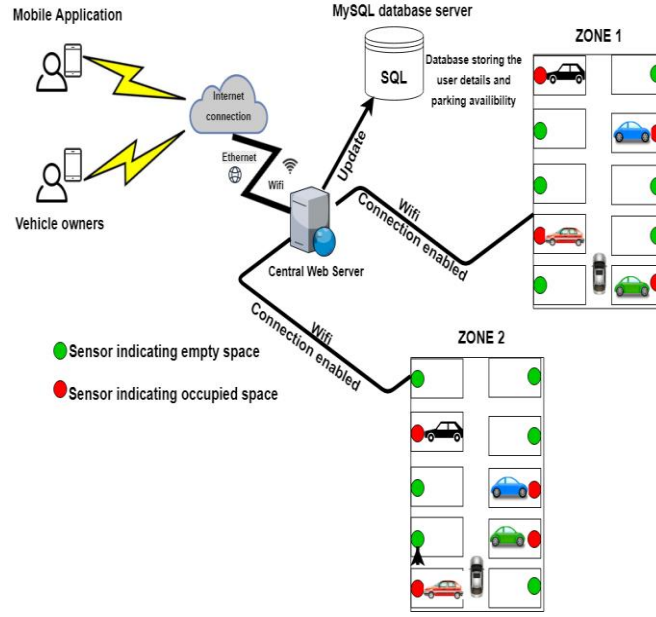 Mobile Application
MySQL database server
ZONE 1
SQL
Database storing the
user details and
parking availibility
Internet
connection
Ethernet
Wifi
Update
Vehicle owners
Central Web Server
Wifi
Connection enabled
Wifi
Connection enabled
ZONE 2
Sensor indicating empty space
Sensor indicating occupied space